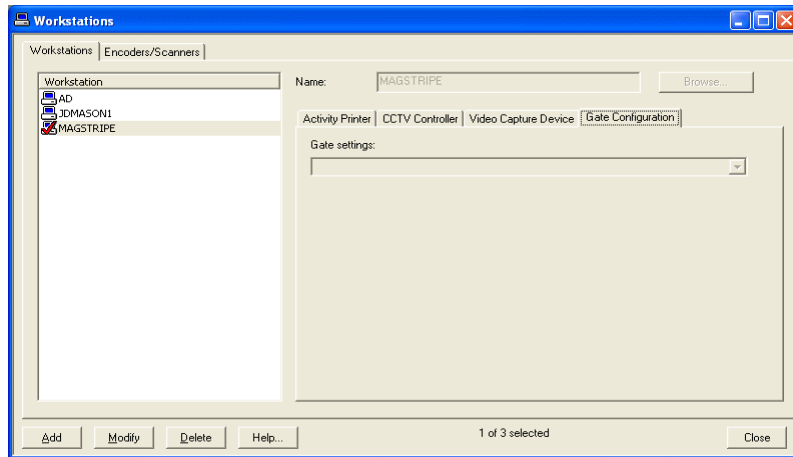 Workstations
Workstations Encoders/Scanners
Workstation
AD
JDMASON1
MAGSTRIPE
Name: MAGSTRIPE Browse...
Activity Printer CCTV Controller Video Capture Device Gate Configuration
Gate settings:
Add Modify Delete Help... 1 of 3 selected Close